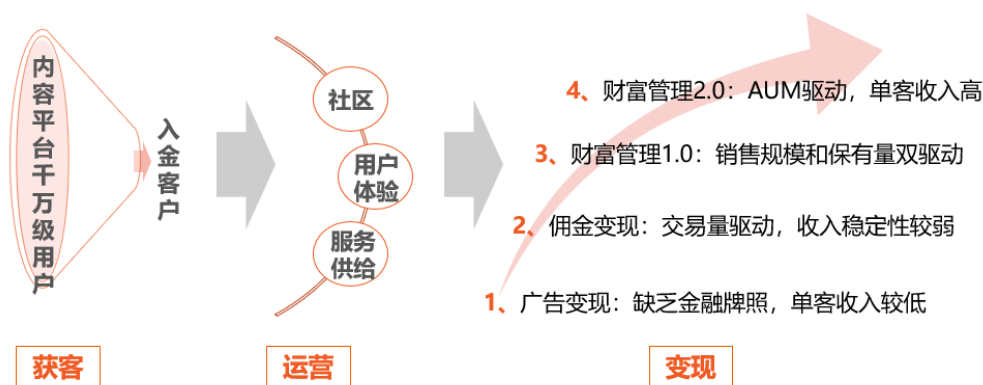 内容平台千万级用户
入金客户
社区
用户
体验
服务
供给
4、财富管理2.0：AUM驱动，单客收入高
3、财富管理1.0：销售规模和保有量双驱动
2、佣金变现：交易量驱动，收入稳定性较弱
1、广告变现：缺乏金融牌照，单客收入较低
获客
运营
变现